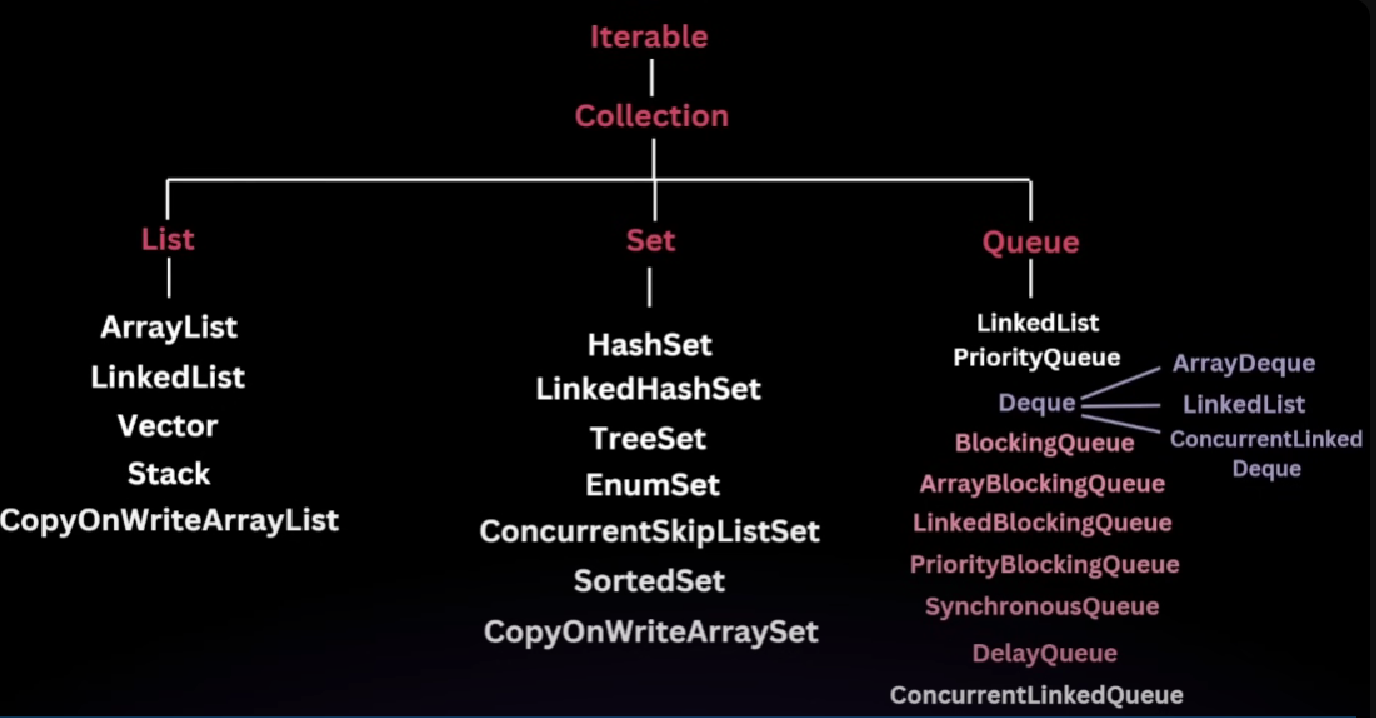 Iterable
Collection
List
Set
Queue
ArrayList
LinkedList
Vector
Stack
CopyOnWriteArrayList
HashSet
LinkedHashSet
TreeSet
EnumSet
ConcurrentSkipListSet
SortedSet
CopyOnWriteArraySet
LinkedList
PriorityQueue
Deque
ArrayDeque
LinkedList
ConcurrentLinked
Deque
BlockingQueue
ArrayBlockingQueue
LinkedBlockingQueue
PriorityBlockingQueue
SynchronousQueue
DelayQueue
ConcurrentLinkedQueue